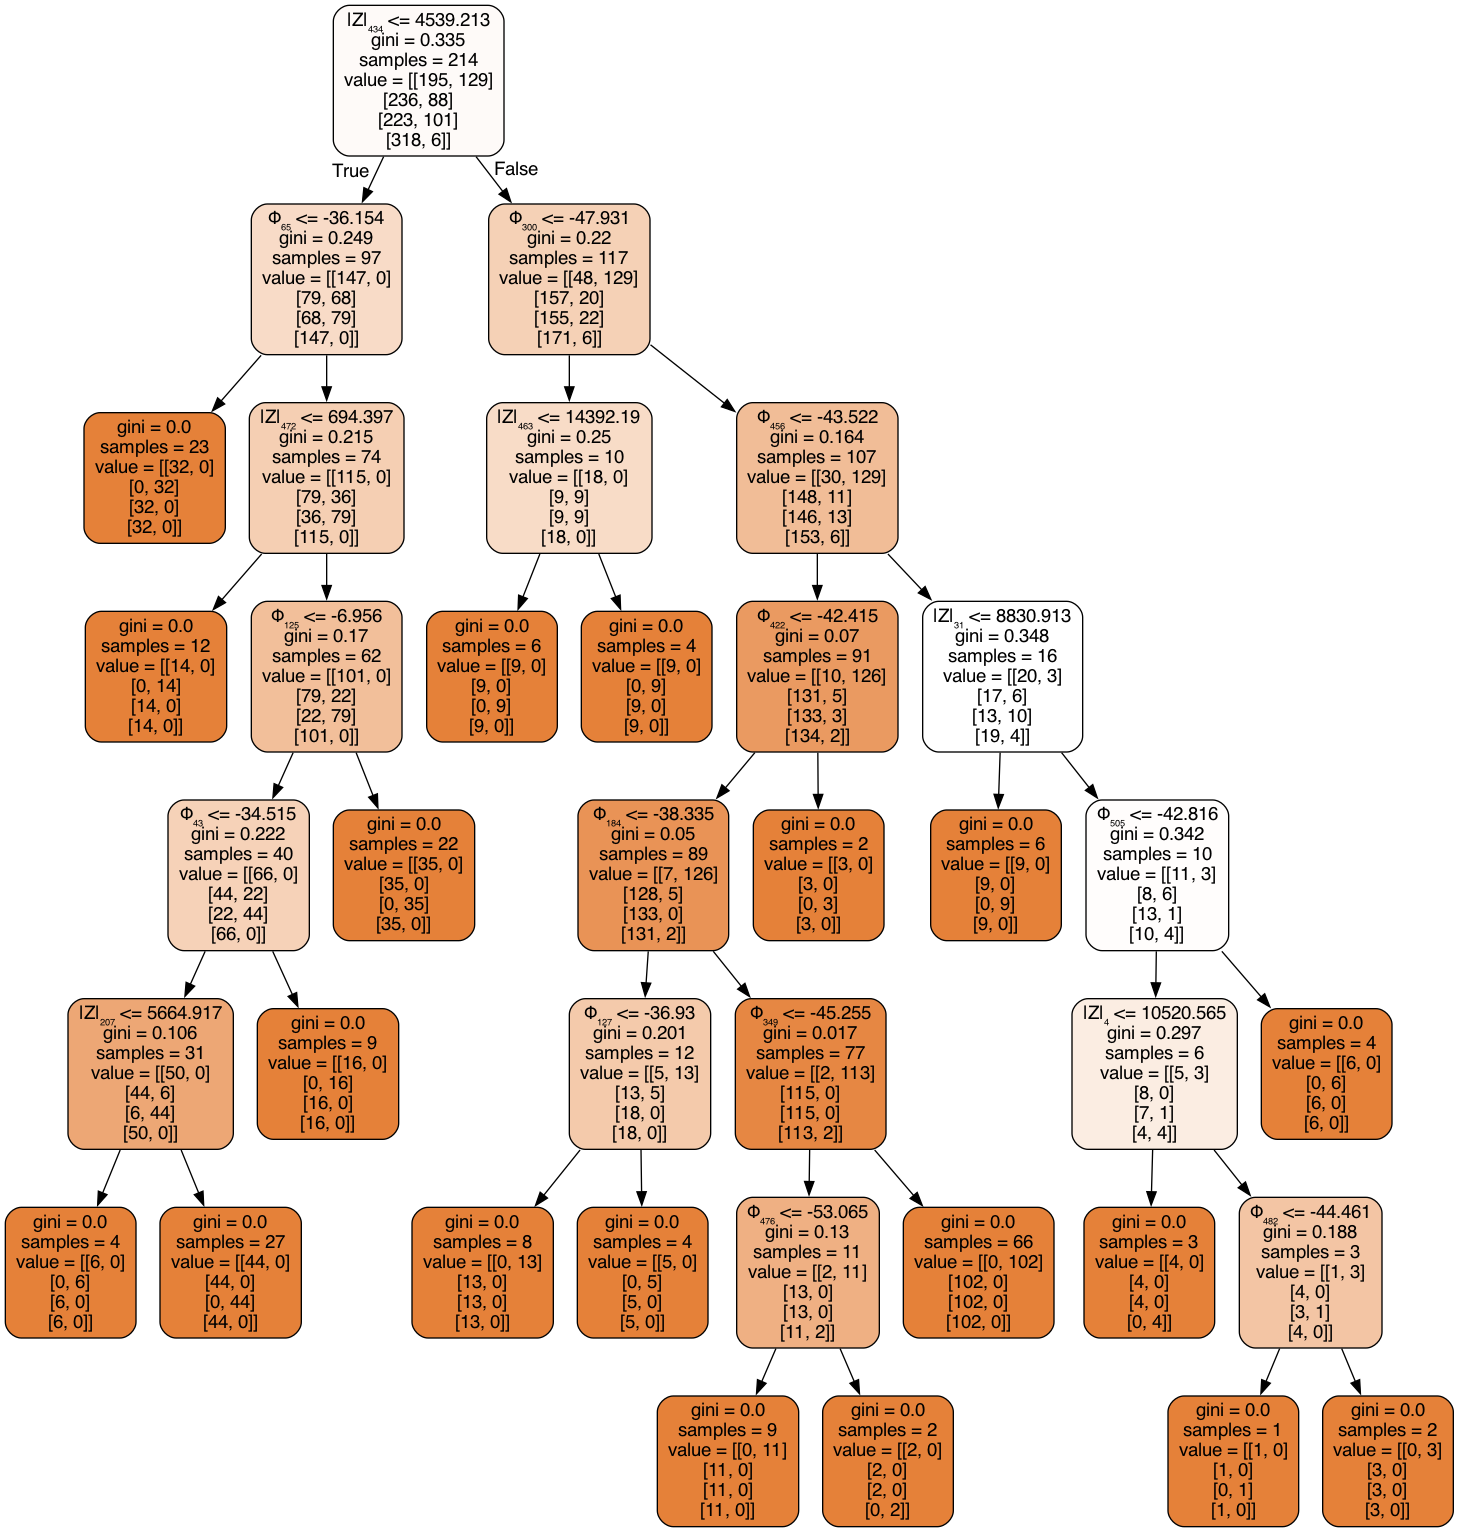 |Z|₄₃₄ <= 4539.213
gini = 0.335
samples = 214
value = [[195, 129]
[236, 88]
[223, 101]
[318, 6]]
True
False
Φ₆₅ <= -36.154
gini = 0.249
samples = 97
value = [[147, 0]
[79, 68]
[68, 79]
[147, 0]]
Φ₃₀₀ <= -47.931
gini = 0.22
samples = 117
value = [[48, 129]
[157, 20]
[155, 22]
[171, 6]]
gini = 0.0
samples = 23
value = [[32, 0]
[0, 32]
[32, 0]
[32, 0]]
|Z|₄₇₂ <= 694.397
gini = 0.215
samples = 74
value = [[115, 0]
[79, 36]
[36, 79]
[115, 0]]
|Z|₄₆₃ <= 14392.19
gini = 0.25
samples = 10
value = [[18, 0]
[9, 9]
[9, 9]
[18, 0]]
Φ₄₅₆ <= -43.522
gini = 0.164
samples = 107
value = [[30, 129]
[148, 11]
[146, 13]
[153, 6]]
gini = 0.0
samples = 12
value = [[14, 0]
[0, 14]
[14, 0]
[14, 0]]
Φ₁₂₅ <= -6.956
gini = 0.17
samples = 62
value = [[101, 0]
[79, 22]
[22, 79]
[101, 0]]
gini = 0.0
samples = 6
value = [[9, 0]
[9, 0]
[0, 9]
[9, 0]]
gini = 0.0
samples = 4
value = [[9, 0]
[0, 9]
[9, 0]
[9, 0]]
Φ₄₂₂ <= -42.415
gini = 0.07
samples = 91
value = [[10, 126]
[131, 5]
[133, 3]
[134, 2]]
|Z|₃₁ <= 8830.913
gini = 0.348
samples = 16
value = [[20, 3]
[17, 6]
[13, 10]
[19, 4]]
Φ₄₃ <= -34.515
gini = 0.222
samples = 40
value = [[66, 0]
[44, 22]
[22, 44]
[66, 0]]
gini = 0.0
samples = 22
value = [[35, 0]
[35, 0]
[0, 35]
[35, 0]]
Φ₁₈₄ <= -38.335
gini = 0.05
samples = 89
value = [[7, 126]
[128, 5]
[133, 0]
[131, 2]]
gini = 0.0
samples = 2
value = [[3, 0]
[3, 0]
[0, 3]
[3, 0]]
gini = 0.0
samples = 6
value = [[9, 0]
[9, 0]
[0, 9]
[9, 0]]
Φ₅₀₅ <= -42.816
gini = 0.342
samples = 10
value = [[11, 3]
[8, 6]
[13, 1]
[10, 4]]
|Z|₂₀₇ <= 5664.917
gini = 0.106
samples = 31
value = [[50, 0]
[44, 6]
[6, 44]
[50, 0]]
gini = 0.0
samples = 9
value = [[16, 0]
[0, 16]
[16, 0]
[16, 0]]
Φ₁₂₇ <= -36.93
gini = 0.201
samples = 12
value = [[5, 13]
[13, 5]
[18, 0]
[18, 0]]
Φ₃₄₉ <= -45.255
gini = 0.017
samples = 77
value = [[2, 113]
[115, 0]
[115, 0]
[113, 2]]
|Z|₄ <= 10520.565
gini = 0.297
samples = 6
value = [[5, 3]
[8, 0]
[7, 1]
[4, 4]]
gini = 0.0
samples = 4
value = [[6, 0]
[0, 6]
[6, 0]
[6, 0]]
gini = 0.0
samples = 4
value = [[6, 0]
[0, 6]
[6, 0]
[6, 0]]
gini = 0.0
samples = 27
value = [[44, 0]
[44, 0]
[0, 44]
[44, 0]]
gini = 0.0
samples = 8
value = [[0, 13]
[13, 0]
[13, 0]
[13, 0]]
gini = 0.0
samples = 4
value = [[5, 0]
[0, 5]
[5, 0]
[5, 0]]
Φ₄₇₆ <= -53.065
gini = 0.13
samples = 11
value = [[2, 11]
[13, 0]
[13, 0]
[11, 2]]
gini = 0.0
samples = 66
value = [[0, 102]
[102, 0]
[102, 0]
[102, 0]]
gini = 0.0
samples = 3
value = [[4, 0]
[4, 0]
[4, 0]
[0, 4]]
Φ₄₈₂ <= -44.461
gini = 0.188
samples = 3
value = [[1, 3]
[4, 0]
[3, 1]
[4, 0]]
gini = 0.0
samples = 9
value = [[0, 11]
[11, 0]
[11, 0]
[11, 0]]
gini = 0.0
samples = 2
value = [[2, 0]
[2, 0]
[2, 0]
[0, 2]]
gini = 0.0
samples = 1
value = [[1, 0]
[1, 0]
[0, 1]
[1, 0]]
gini = 0.0
samples = 2
value = [[0, 3]
[3, 0]
[3, 0]
[3, 0]]